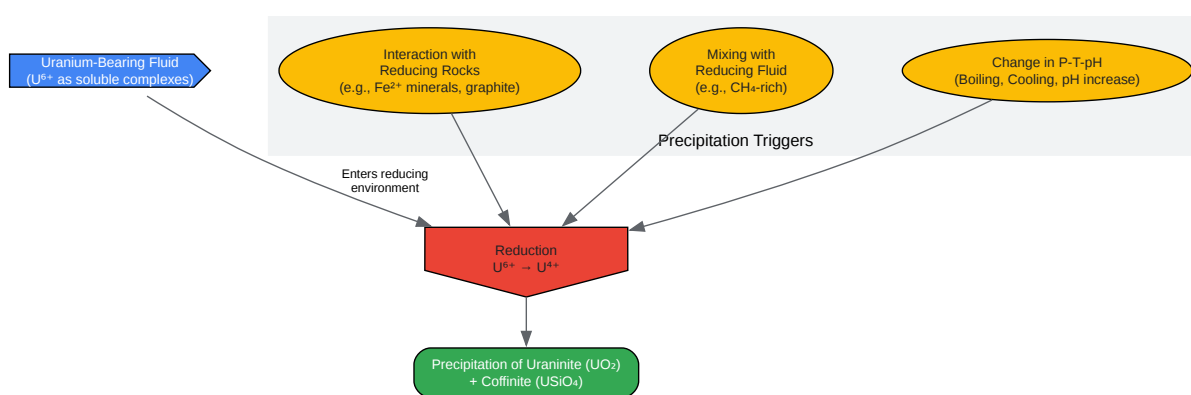 Uranium-Bearing Fluid
(U⁶⁺ as soluble complexes)
Interaction with
Reducing Rocks
(e.g., Fe²⁺ minerals, graphite)
Mixing with
Reducing Fluid
(e.g., CH₄-rich)
Change in P-T-pH
(Boiling, Cooling, pH increase)
Precipitation Triggers
Enters reducing
environment
Reduction
U⁶⁺ → U⁴⁺
Precipitation of Uraninite (UO₂)
+ Coffinite (USiO₄)